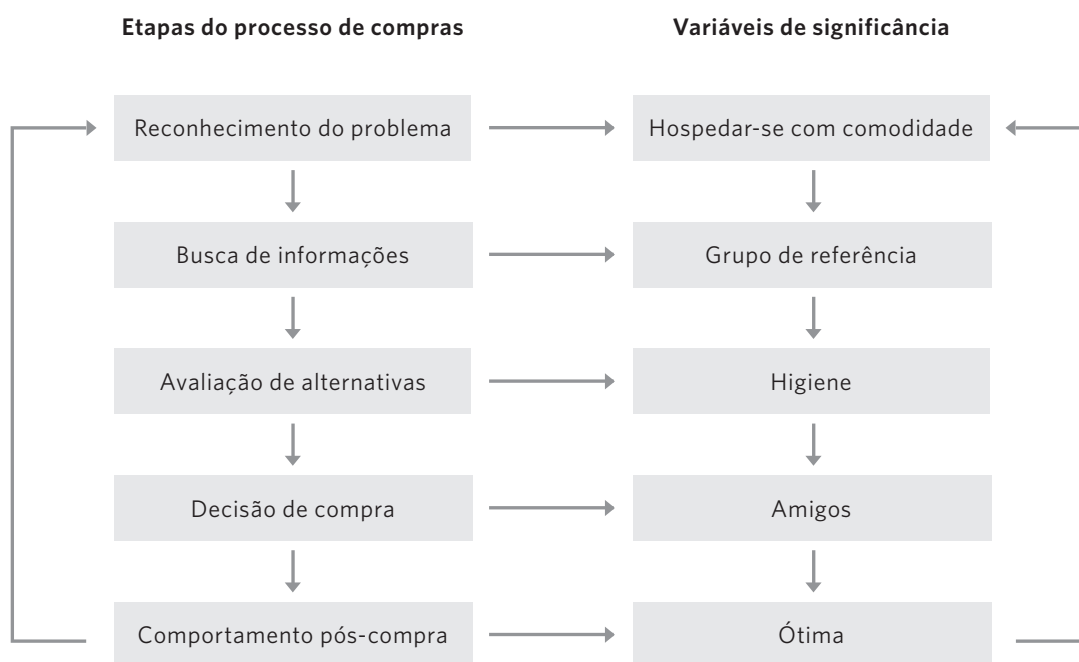 Etapas do processo de compras
Variáveis de significância
Reconhecimento do problema
Hospedar-se com comodidade
Busca de informações
Grupo de referência
Avaliação de alternativas
Higiene
Decisão de compra
Amigos
Comportamento pós-compra
Ótima